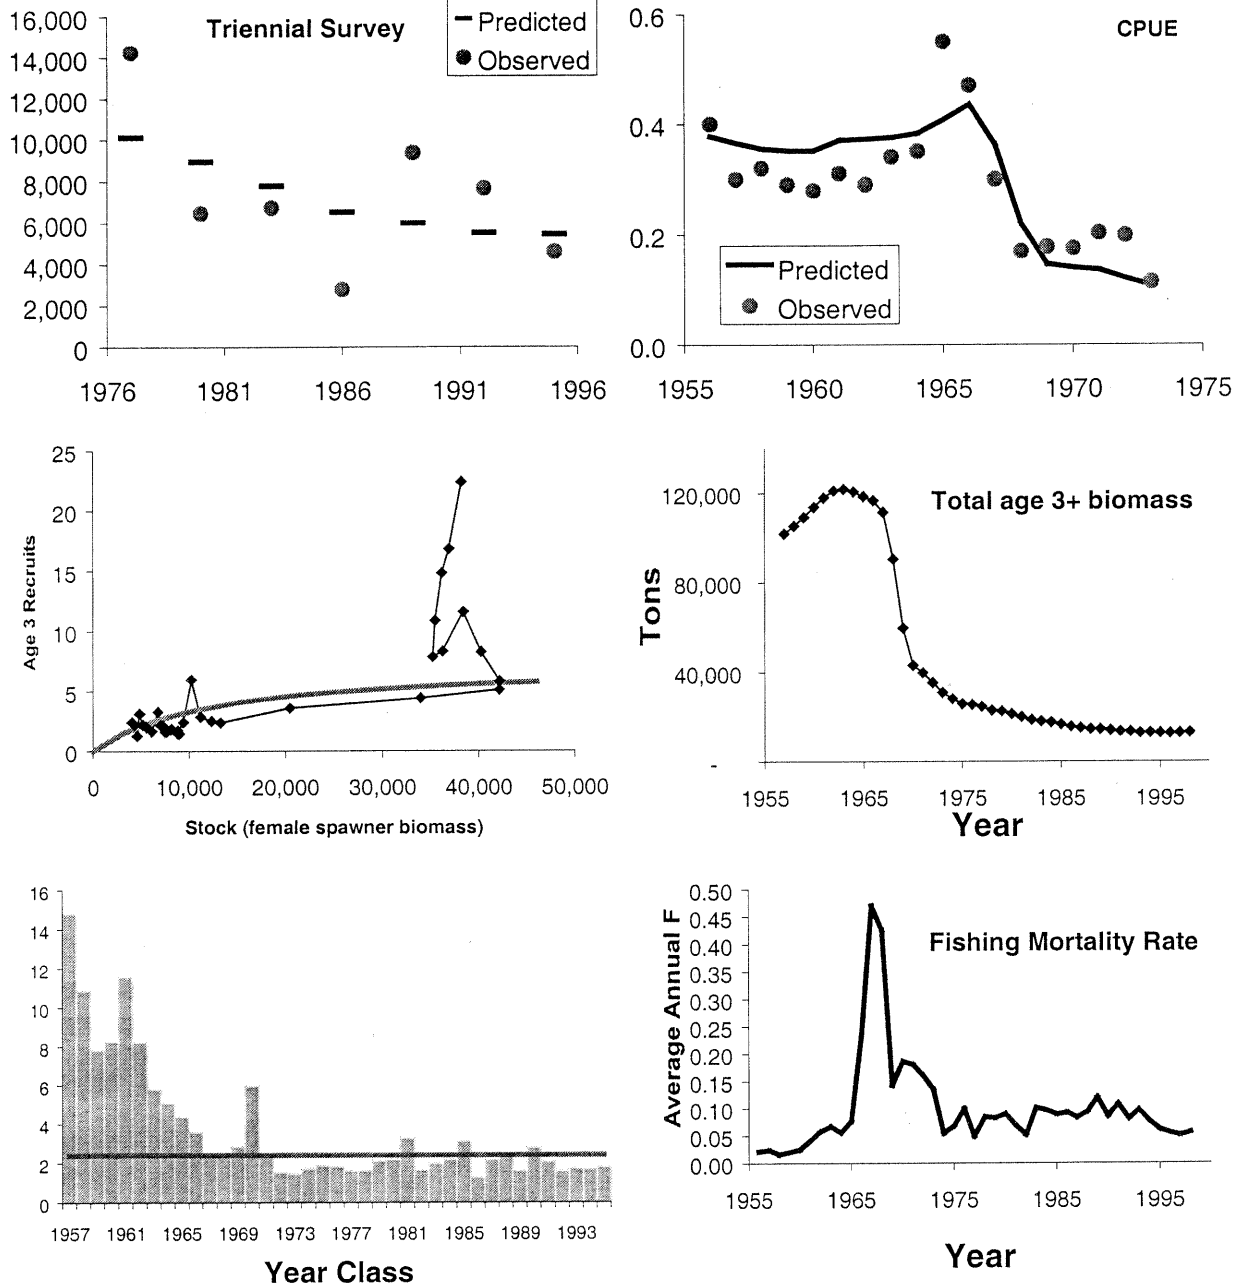 Triennial Survey
Predicted
Observed
16,000
14,000
12,000
10,000
8,000
6,000
4,000
2,000
0
1976 1981 1986 1991 1996
CPUE
0.6
0.4
0.2
0.0
Predicted
Observed
1955 1960 1965 1970 1975
Age 3 Recruits
25
20
15
10
5
0
0 10,000 20,000 30,000 40,000 50,000
Stock (female spawner biomass)
Total age 3+ biomass
Tons
120,000
80,000
40,000
-
1955 1965 1975 1985 1995
Year
16
14
12
10
8
6
4
2
0
1957 1961 1965 1969 1973 1977 1981 1985 1989 1993
Year Class
Fishing Mortality Rate
Average Annual F
0.50
0.45
0.40
0.35
0.30
0.25
0.20
0.15
0.10
0.05
0.00
1955 1965 1975 1985 1995
Year